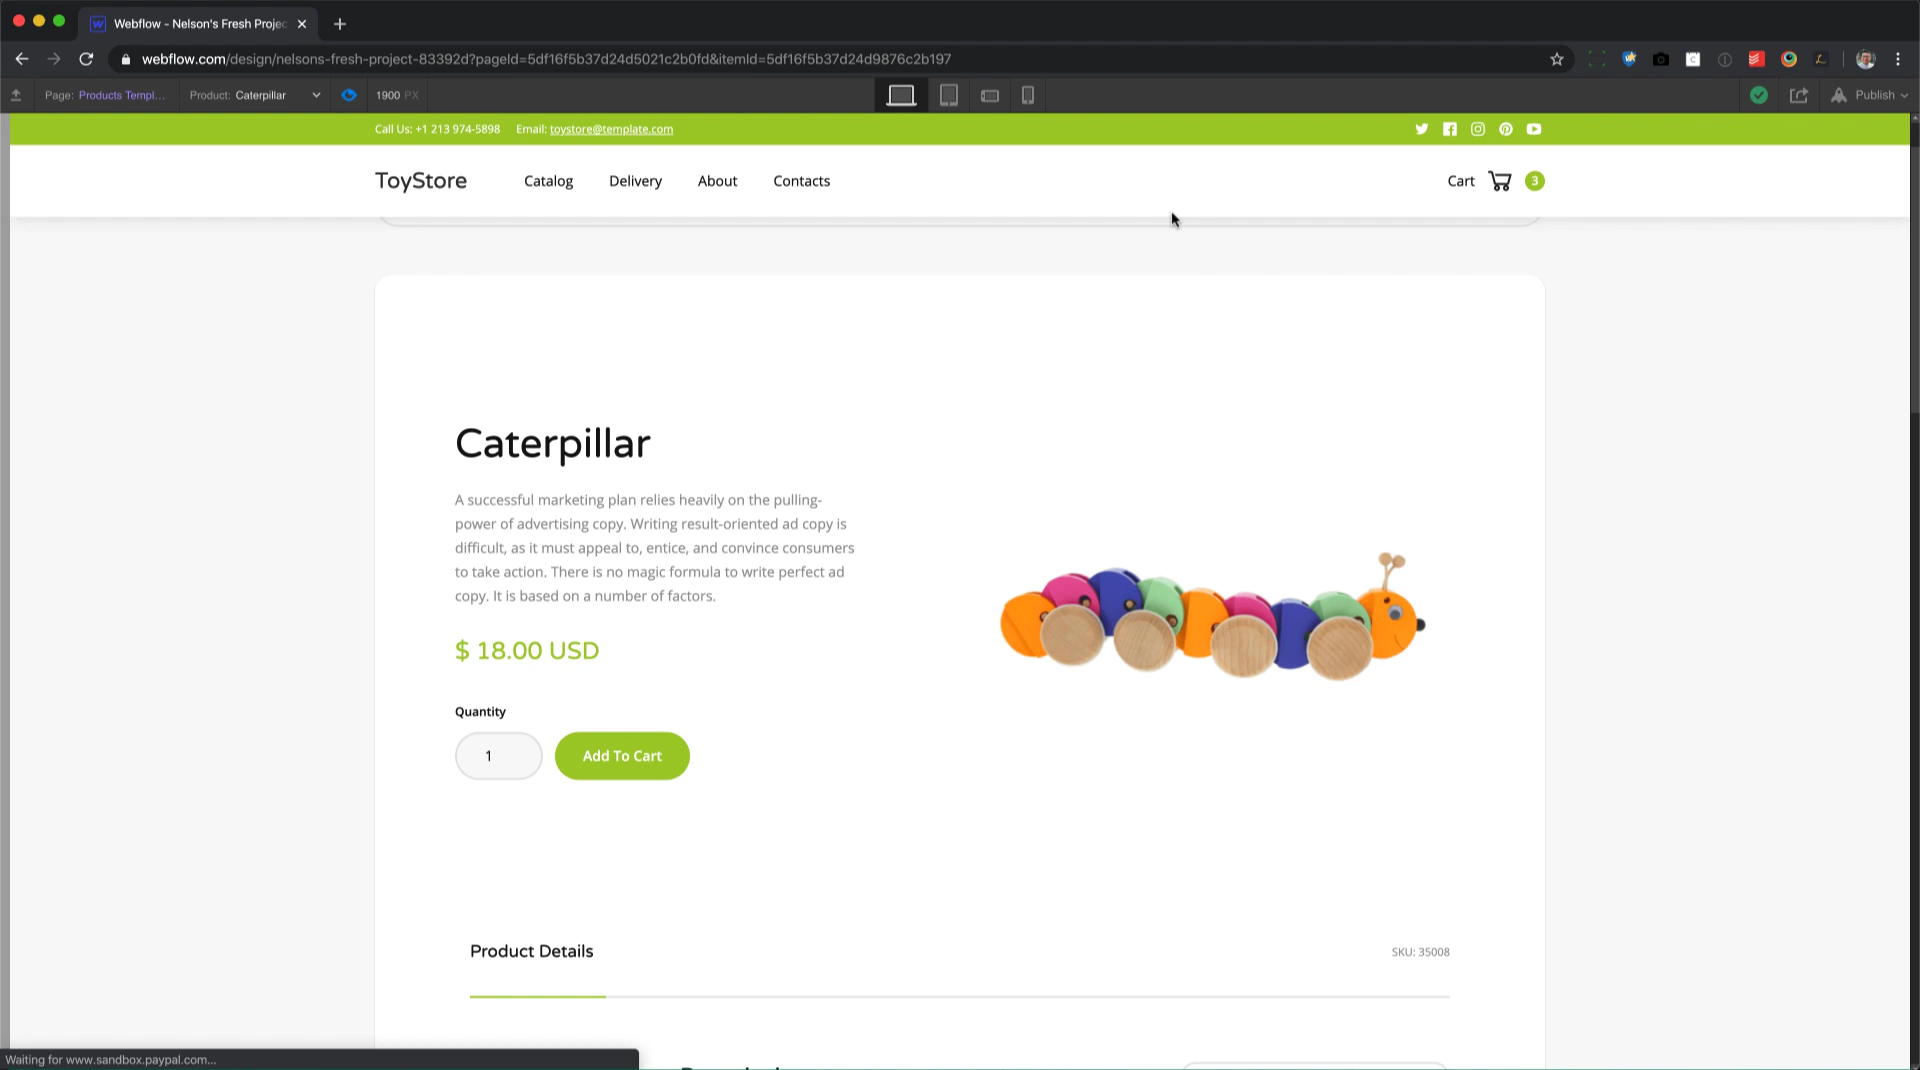 Webflow - Nelson's Fresh Projec
webflow.com/design/nelsons-fresh-project-83392d?pageId=5df16f5b37d24d5021c2b0fd&itemId=5df16f5b37d24d9876c2b197
Page: Products Templ... Product: Caterpillar 1900 PX Publish
Call Us: +1 213 974-5898 Email: toystore@template.com
ToyStore Catalog Delivery About Contacts Cart 3
Caterpillar
A successful marketing plan relies heavily on the pulling-
power of advertising copy. Writing result-oriented ad copy is
difficult, as it must appeal to, entice, and convince consumers
to take action. There is no magic formula to write perfect ad
copy. It is based on a number of factors.
$ 18.00 USD
Quantity
1 Add To Cart
Product Details SKU: 35008
Waiting for www.sandbox.paypal.com...